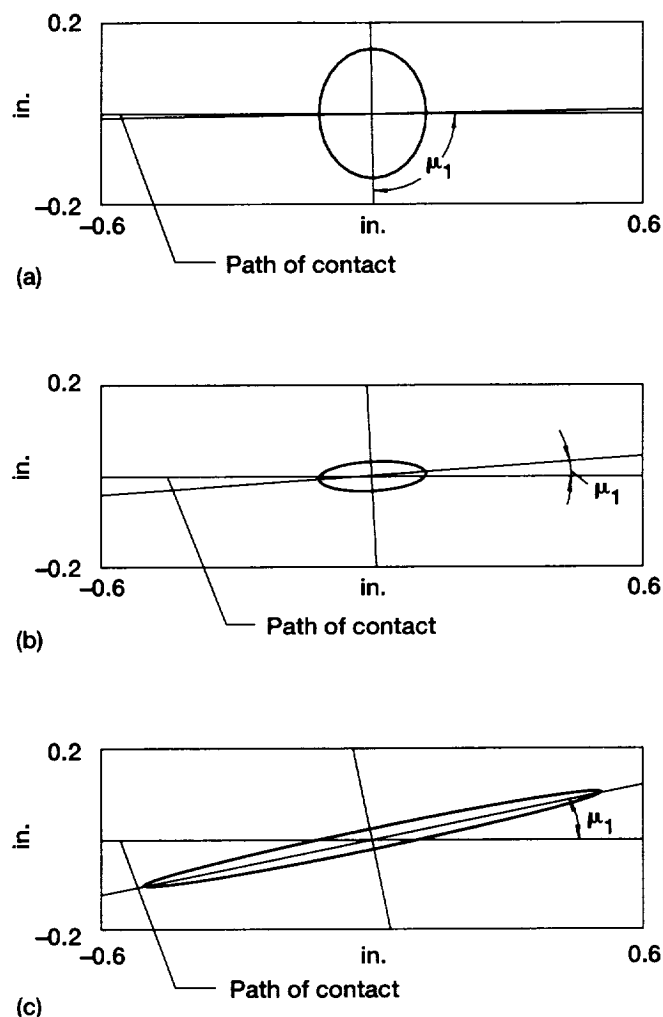 0.2
in.
μ1
-0.2
-0.6
in.
0.6
Path of contact
(a)
0.2
in.
μ1
-0.2
-0.6
in.
0.6
Path of contact
(b)
0.2
in.
μ1
-0.2
-0.6
in.
0.6
Path of contact
(c)